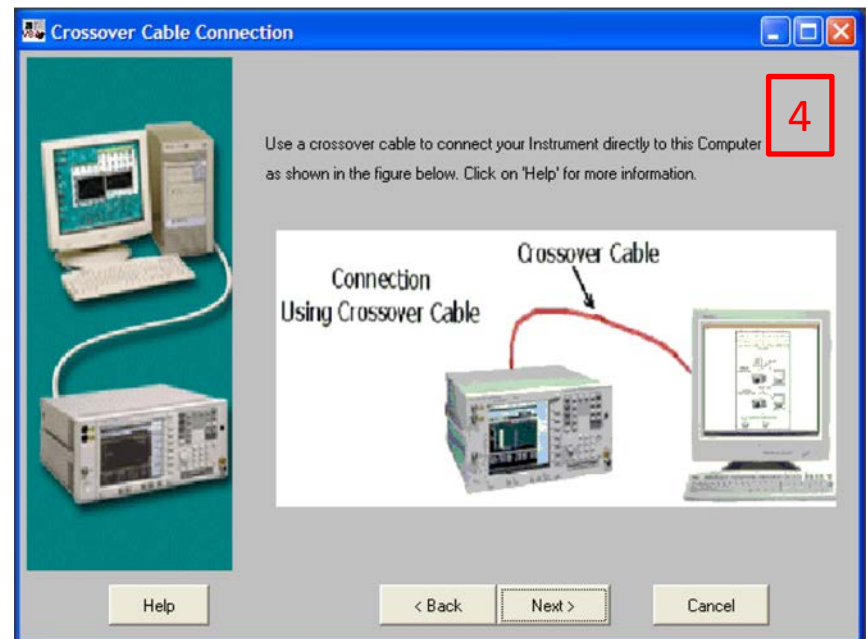 Crossover Cable Connection
4
Use a crossover cable to connect your Instrument directly to this Computer
as shown in the figure below. Click on 'Help' for more information.
Crossover Cable
Connection
Using Crossover Cable
Help
< Back
Next >
Cancel